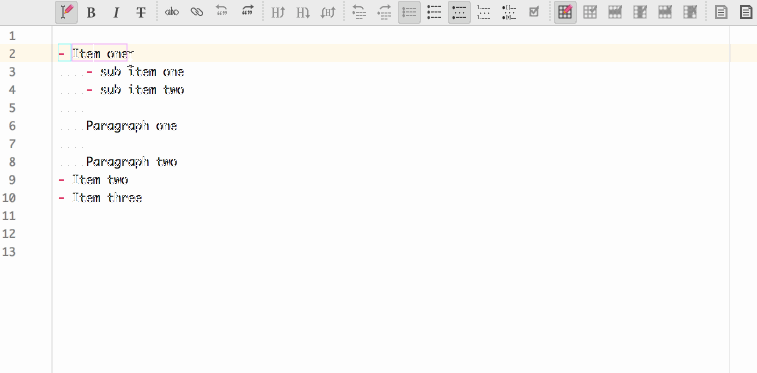 B I T ab H H (H)
1
2 - Item one
3 ....- sub item one
4 ....- sub item two
5 ....
6 ....Paragraph one
7 ....
8 ....Paragraph two
9 - Item two
10 - Item three
11
12
13